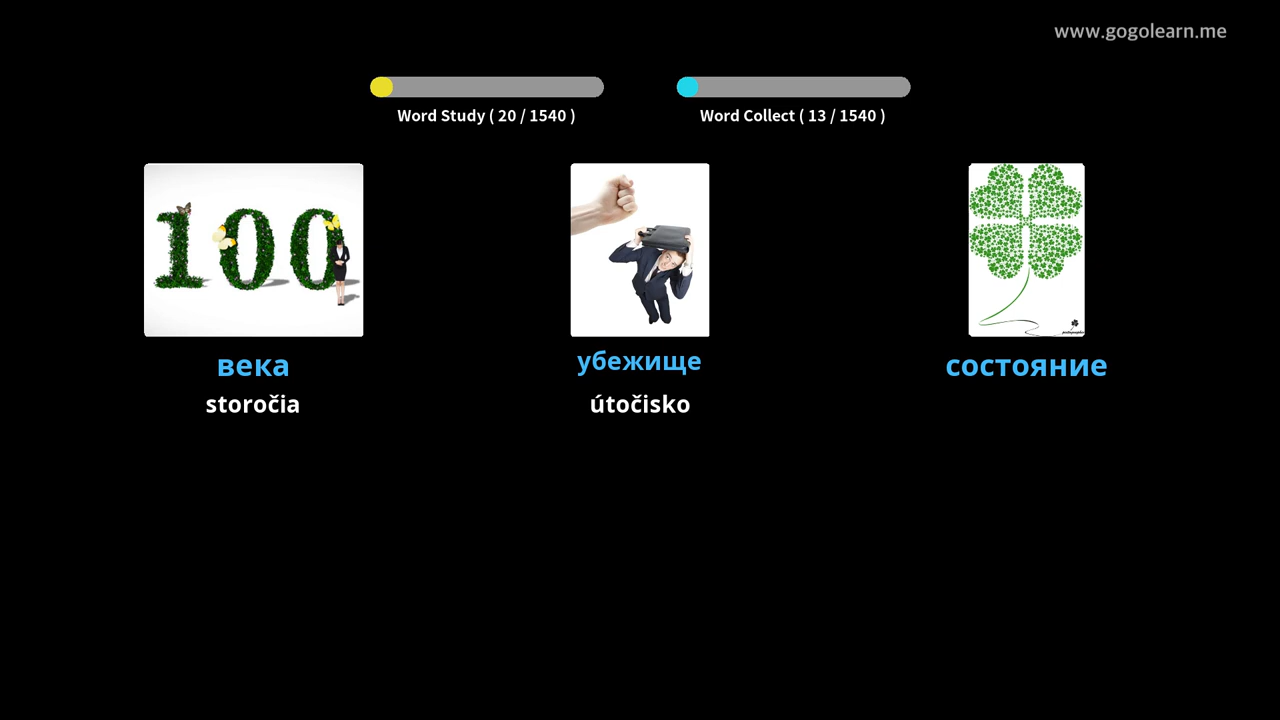 www.gogolearn.me
Word Study ( 20 / 1540 )
Word Collect ( 13 / 1540 )
века
убежище
состояние
storočia
útočisko